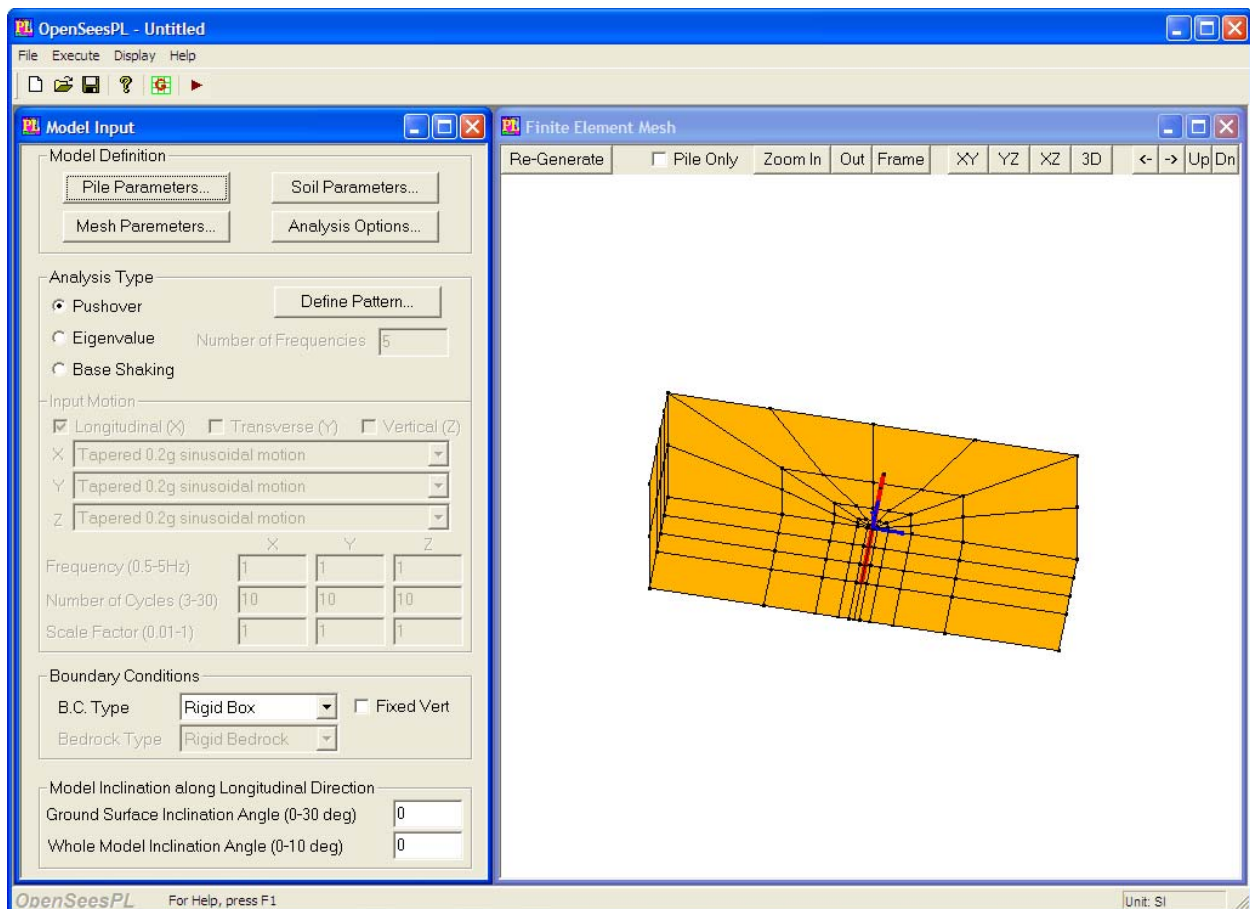 OpenSeesPL - Untitled
File Execute Display Help
Model Input
Model Definition
Pile Parameters... Soil Parameters...
Mesh Paremeters... Analysis Options...
Analysis Type
Pushover Define Pattern...
Eigenvalue Number of Frequencies 5
Base Shaking
Input Motion
Longitudinal (X) Transverse (Y) Vertical (Z)
X Tapered 0.2g sinusoidal motion
Y Tapered 0.2g sinusoidal motion
Z Tapered 0.2g sinusoidal motion
X Y Z
Frequency (0.5-5Hz) 1 1 1
Number of Cycles (3-30) 10 10 10
Scale Factor (0.01-1) 1 1 1
Boundary Conditions
B.C. Type Rigid Box Fixed Vert
Bedrock Type Rigid Bedrock
Model Inclination along Longitudinal Direction
Ground Surface Inclination Angle (0-30 deg) 0
Whole Model Inclination Angle (0-10 deg) 0
Finite Element Mesh
Re-Generate Pile Only Zoom In Out Frame XY YZ XZ 3D <- -> Up Dn
OpenSeesPL For Help, press F1 Unit: SI